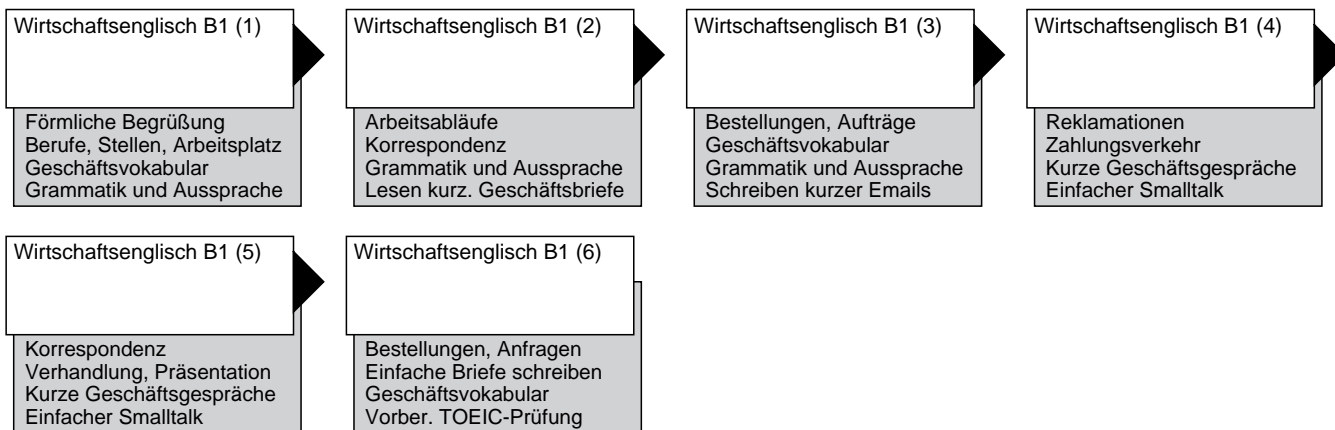 Wirtschaftsenglisch B1 (1)
Förmliche Begrüßung
Berufe, Stellen, Arbeitsplatz
Geschäftsvokabular
Grammatik und Aussprache
Wirtschaftsenglisch B1 (2)
Arbeitsabläufe
Korrespondenz
Grammatik und Aussprache
Lesen kurz. Geschäftsbriefe
Wirtschaftsenglisch B1 (3)
Bestellungen, Aufträge
Geschäftsvokabular
Grammatik und Aussprache
Schreiben kurzer Emails
Wirtschaftsenglisch B1 (4)
Reklamationen
Zahlungsverkehr
Kurze Geschäftsgespräche
Einfacher Smalltalk
Wirtschaftsenglisch B1 (5)
Korrespondenz
Verhandlung, Präsentation
Kurze Geschäftsgespräche
Einfacher Smalltalk
Wirtschaftsenglisch B1 (6)
Bestellungen, Anfragen
Einfache Briefe schreiben
Geschäftsvokabular
Vorber. TOEIC-Prüfung